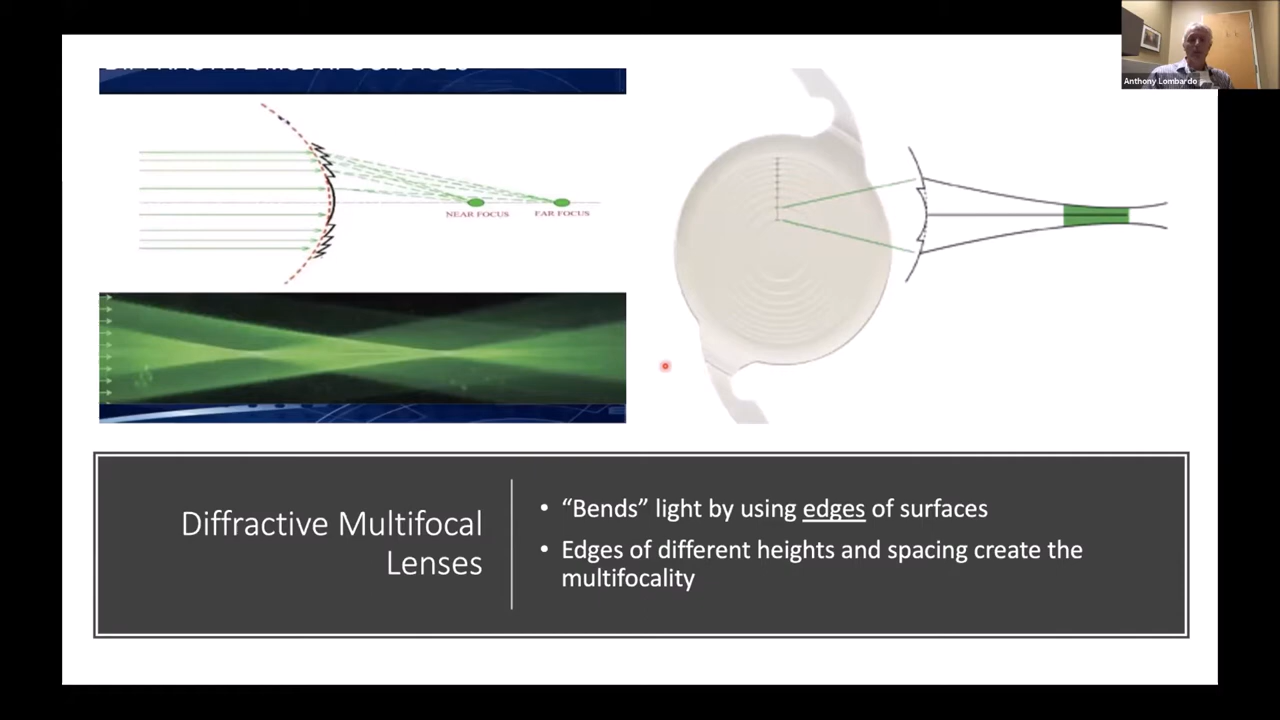 Anthony Lombardo
NEAR FOCUS
FAR FOCUS
Diffractive Multifocal
Lenses
• “Bends” light by using edges of surfaces
• Edges of different heights and spacing create the
multifocality